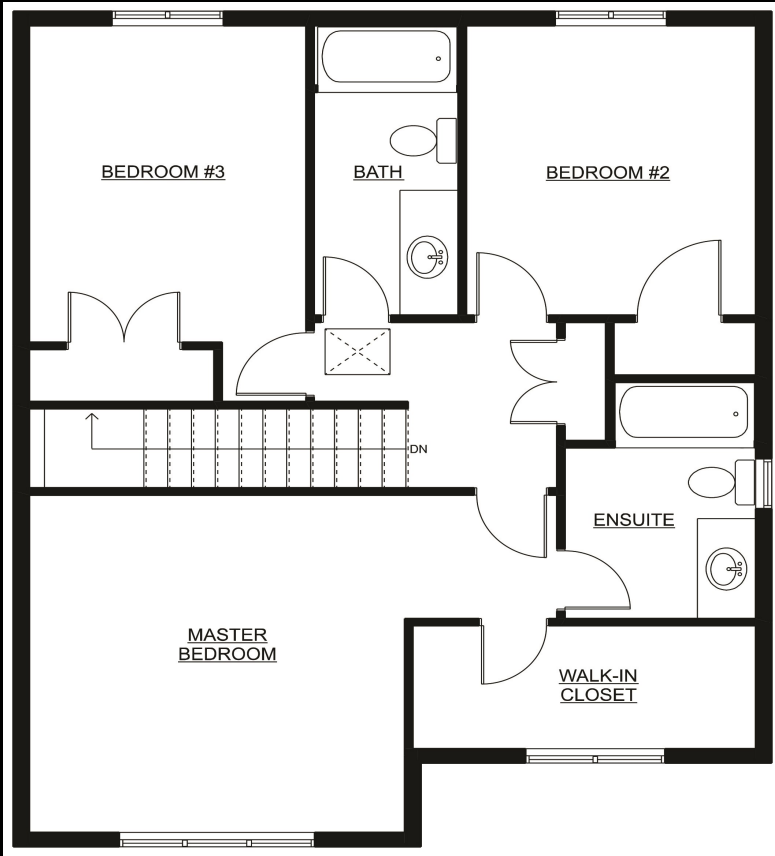 BEDROOM #3
BATH
BEDROOM #2
DN
ENSUITE
MASTER
BEDROOM
WALK-IN
CLOSET